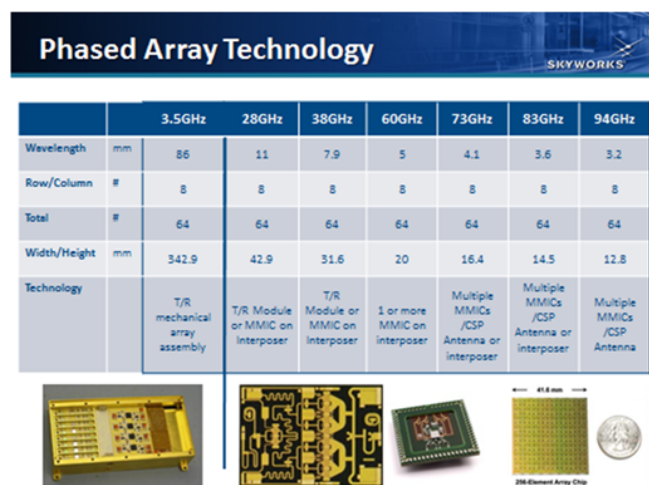 Phased Array Technology
SKYWORKS
3.5GHz 28GHz 38GHz 60GHz 73GHz 83GHz 94GHz
Wavelength mm 86 11 7.9 5 4.1 3.6 3.2
Row/Column # 8 8 8 8 8 8 8
Total # 64 64 64 64 64 64 64
Width/Height mm 342.9 42.9 31.6 20 16.4 14.5 12.8
Technology
T/R mechanical array assembly
T/R Module or MMIC on Interposer
T/R Module or MMIC on Interposer
1 or more MMIC on interposer
Multiple MMICs /CSP Antenna or interposer
Multiple MMICs /CSP Antenna or interposer
Multiple MMICs /CSP Antenna
41.6 mm
256-Element Array Chip